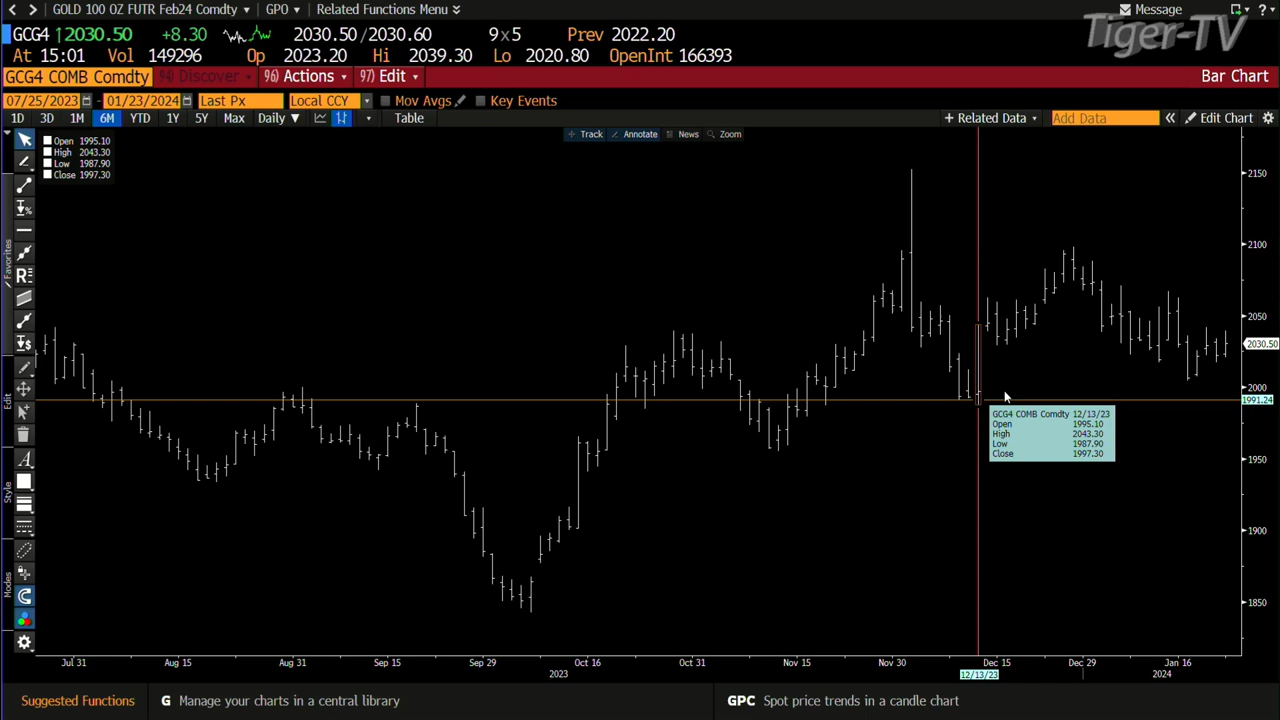 GOLD 100 OZ FUTR Feb24 Comdty GPO Related Functions Menu Message ?
Tiger-TV
GCG4 ↑2030.50 +8.30 2030.50/2030.60 9×5 Prev 2022.20
At 15:01 Vol 149296 Op 2023.20 Hi 2039.30 Lo 2020.80 OpenInt 166393
GCG4 COMB Comdty 94) Discover 96) Actions 97) Edit Bar Chart
07/25/2023 - 01/23/2024 Last Px Local CCY Mov Avgs Key Events
1D 3D 1M 6M YTD 1Y 5Y Max Daily ▼ Table + Related Data Add Data « Edit Chart
Track Annotate News Zoom
Open 1995.10
High 2043.30
Low 1987.90
Close 1997.30
2150
2100
2050
2030.50
2000
1991.24
1950
1900
1850
GCG4 COMB Comdty 12/13/23
Open 1995.10
High 2043.30
Low 1987.90
Close 1997.30
Favorites
Edit
Style
Modes
Jul 31 Aug 15 Aug 31 Sep 15 Sep 29 Oct 16 Oct 31 Nov 15 Nov 30 Dec 15 Dec 29 Jan 16
2023 12/13/23 2024
Suggested Functions G Manage your charts in a central library GPC Spot price trends in a candle chart